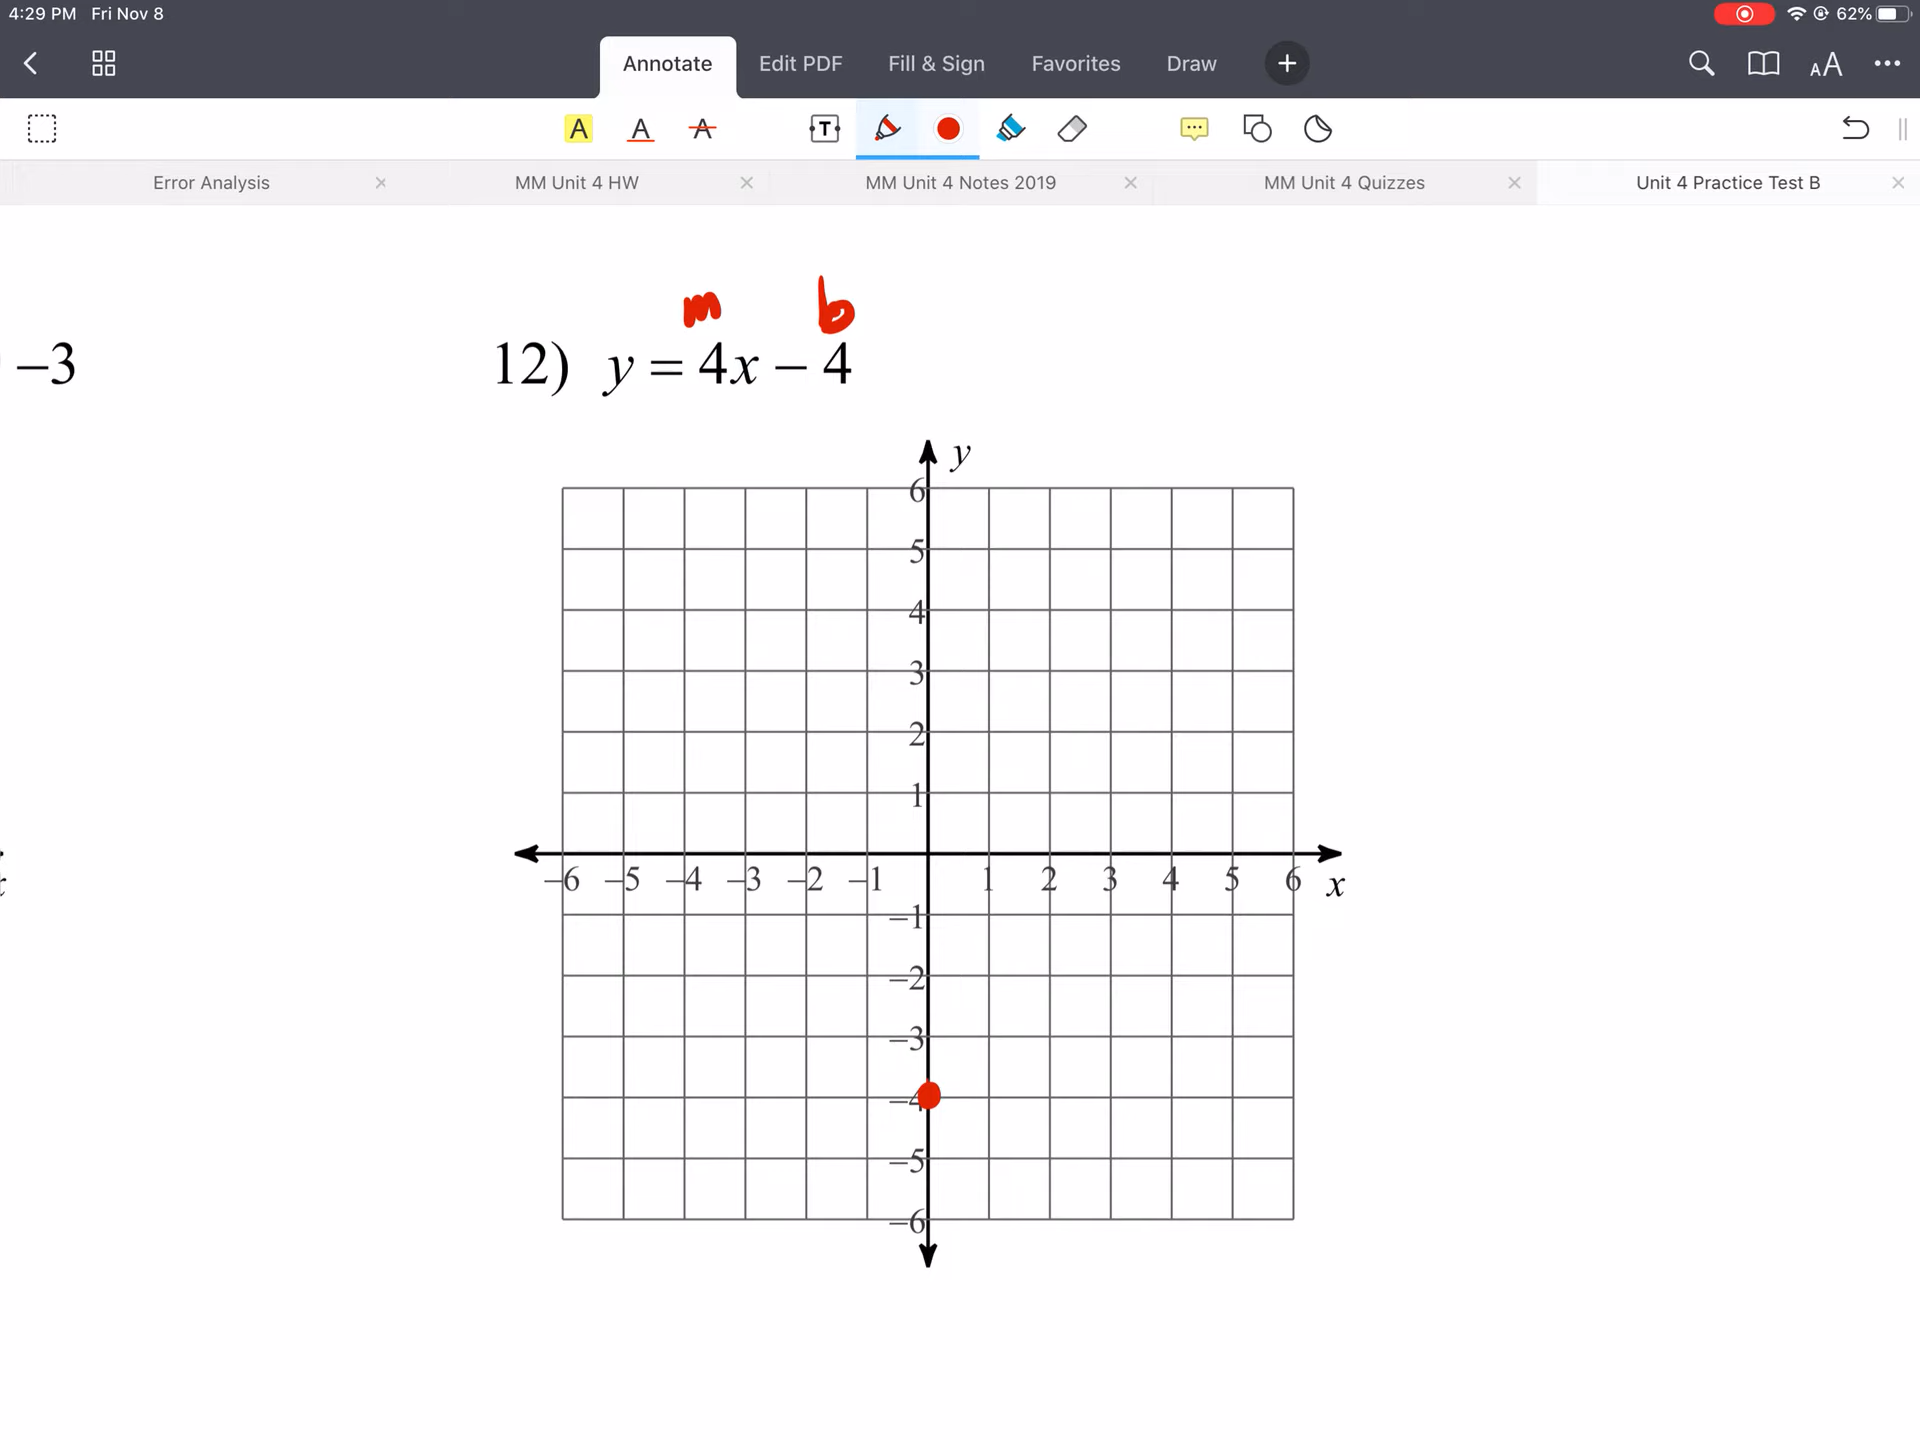 4:29 PM Fri Nov 8 62%
Annotate Edit PDF Fill & Sign Favorites Draw
A A A T
Error Analysis MM Unit 4 HW MM Unit 4 Notes 2019 MM Unit 4 Quizzes Unit 4 Practice Test B
m b
–3 12) y = 4x – 4
y
6
5
4
3
2
1
–6 –5 –4 –3 –2 –1 1 2 3 4 5 6 x
–1
–2
–3
–4
–5
–6